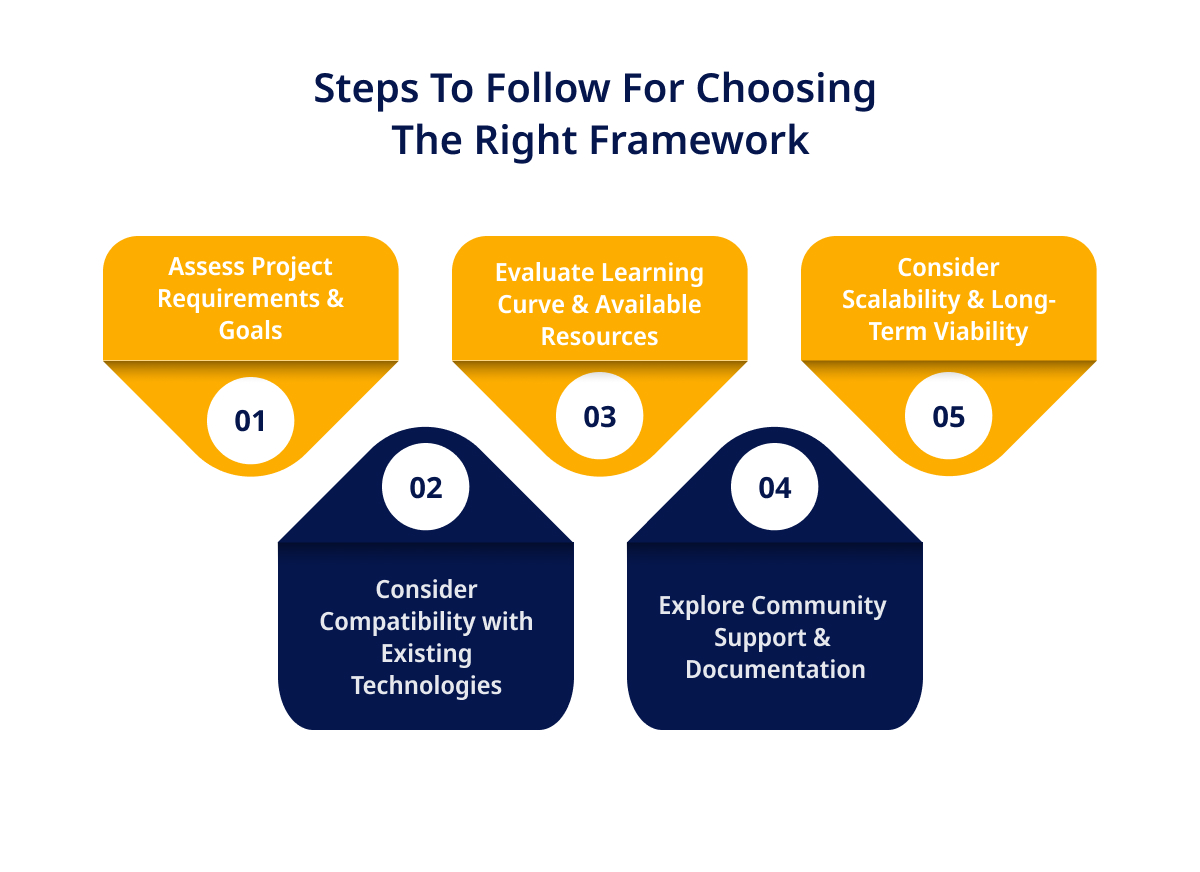 Steps To Follow For Choosing
The Right Framework
Assess Project
Requirements &
Goals
01
Consider
Compatibility with
Existing
Technologies
02
Evaluate Learning
Curve & Available
Resources
03
Explore Community
Support &
Documentation
04
Consider
Scalability & Long-
Term Viability
05